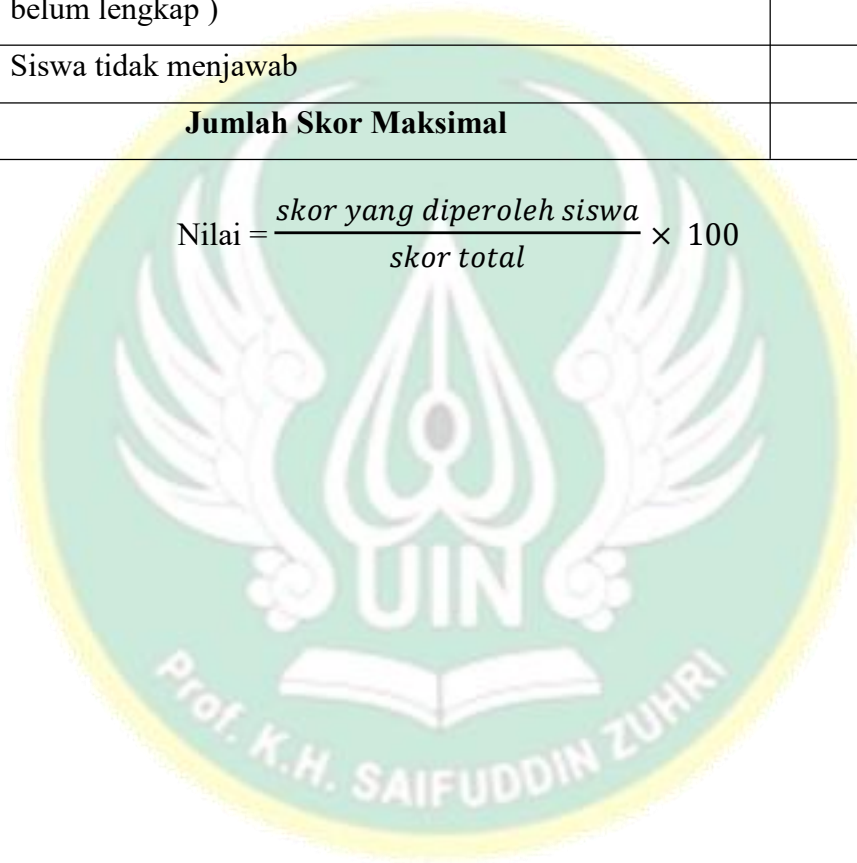 belum lengkap )
Siswa tidak menjawab
Jumlah Skor Maksimal
Nilai = skor yang diperoleh siswa / skor total × 100
UIN
Prof. K.H. SAIFUDDIN ZUHRI